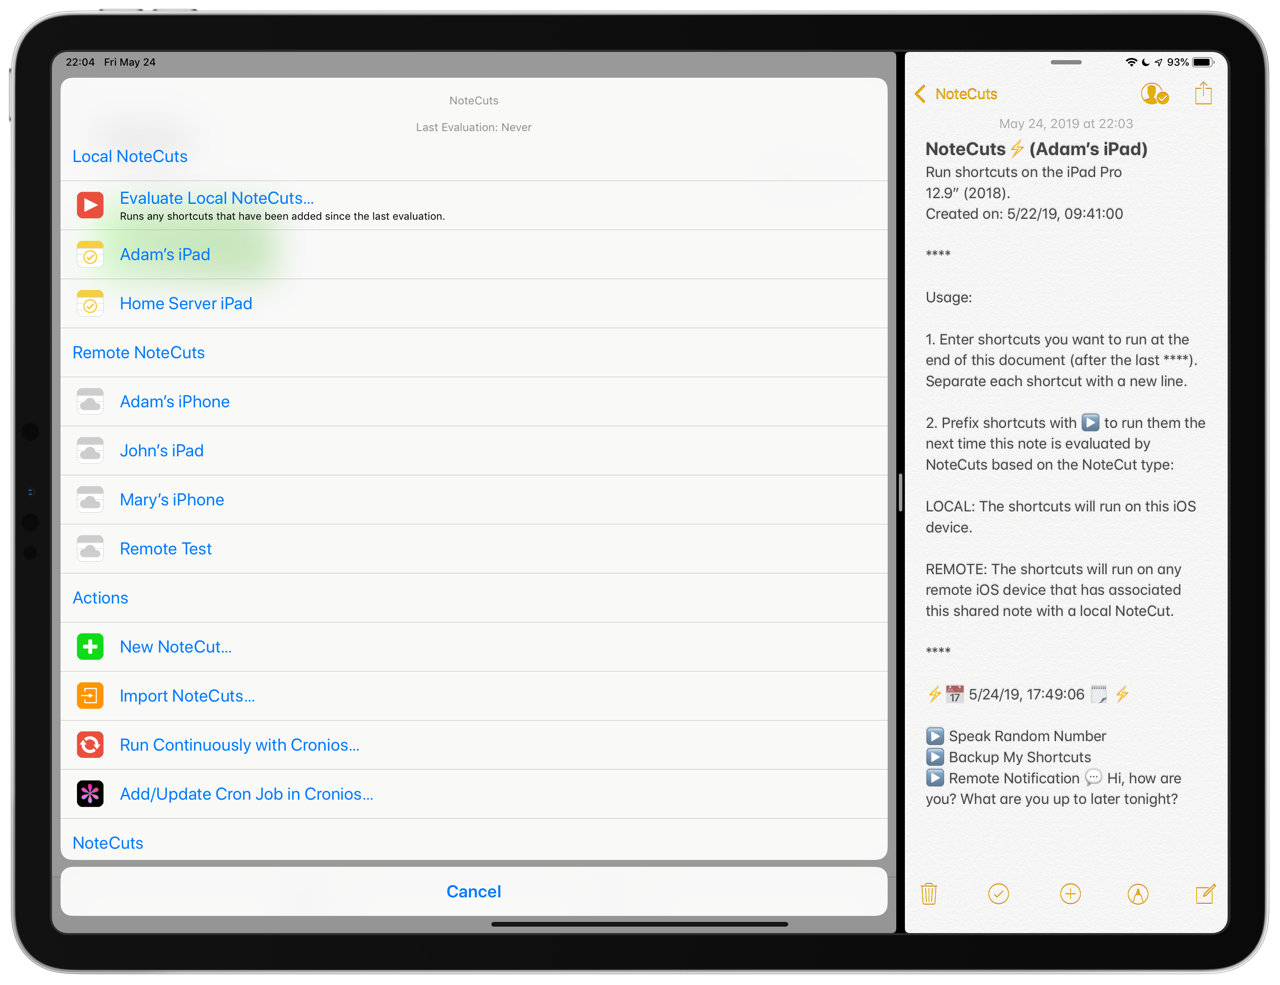 22:04 Fri May 24
NoteCuts
Last Evaluation: Never
Local NoteCuts
Evaluate Local NoteCuts...
Runs any shortcuts that have been added since the last evaluation.
Adam's iPad
Home Server iPad
Remote NoteCuts
Adam's iPhone
John's iPad
Mary's iPhone
Remote Test
Actions
New NoteCut...
Import NoteCuts...
Run Continuously with Cronios...
Add/Update Cron Job in Cronios...
NoteCuts
Cancel
93%
NoteCuts
May 24, 2019 at 22:03
NoteCuts⚡(Adam's iPad)
Run shortcuts on the iPad Pro
12.9" (2018).
Created on: 5/22/19, 09:41:00
****
Usage:
1. Enter shortcuts you want to run at the
end of this document (after the last ****).
Separate each shortcut with a new line.
2. Prefix shortcuts with ▶️ to run them the
next time this note is evaluated by
NoteCuts based on the NoteCut type:
LOCAL: The shortcuts will run on this iOS
device.
REMOTE: The shortcuts will run on any
remote iOS device that has associated
this shared note with a local NoteCut.
****
⚡📅 5/24/19, 17:49:06 🗒️ ⚡
▶️ Speak Random Number
▶️ Backup My Shortcuts
▶️ Remote Notification 💬 Hi, how are
you? What are you up to later tonight?